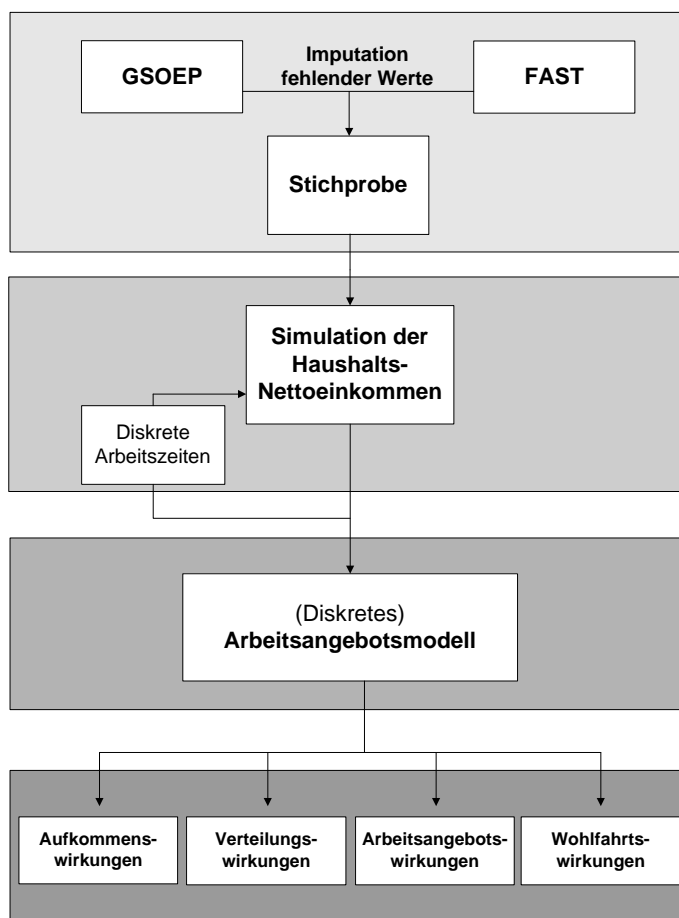 GSOEP
Imputation
fehlender Werte
FAST
Stichprobe
Simulation der
Haushalts-
Nettoeinkommen
Diskrete
Arbeitszeiten
(Diskretes)
Arbeitsangebotsmodell
Aufkommens-
wirkungen
Verteilungs-
wirkungen
Arbeitsangebots-
wirkungen
Wohlfahrts-
wirkungen